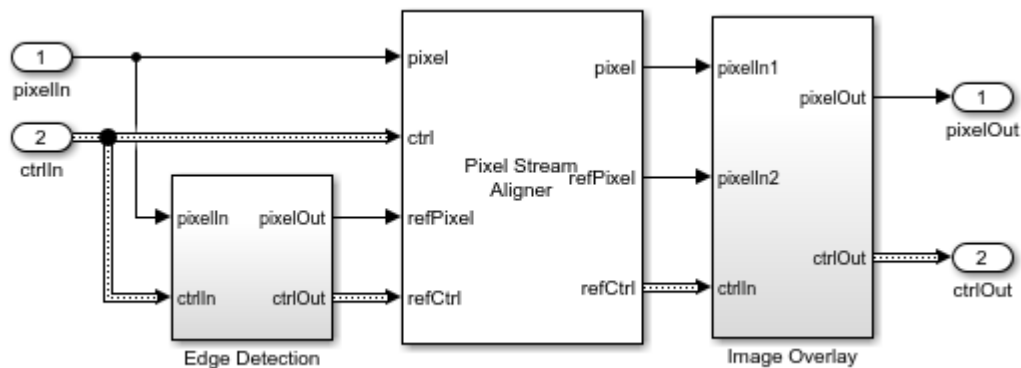 1
pixelIn
2
ctrlIn
pixelIn
pixelOut
ctrlIn
ctrlOut
Edge Detection
pixel
ctrl
refPixel
refCtrl
Pixel Stream
Aligner
pixel
refPixel
refCtrl
pixelIn1
pixelIn2
ctrlIn
pixelOut
ctrlOut
Image Overlay
1
pixelOut
2
ctrlOut